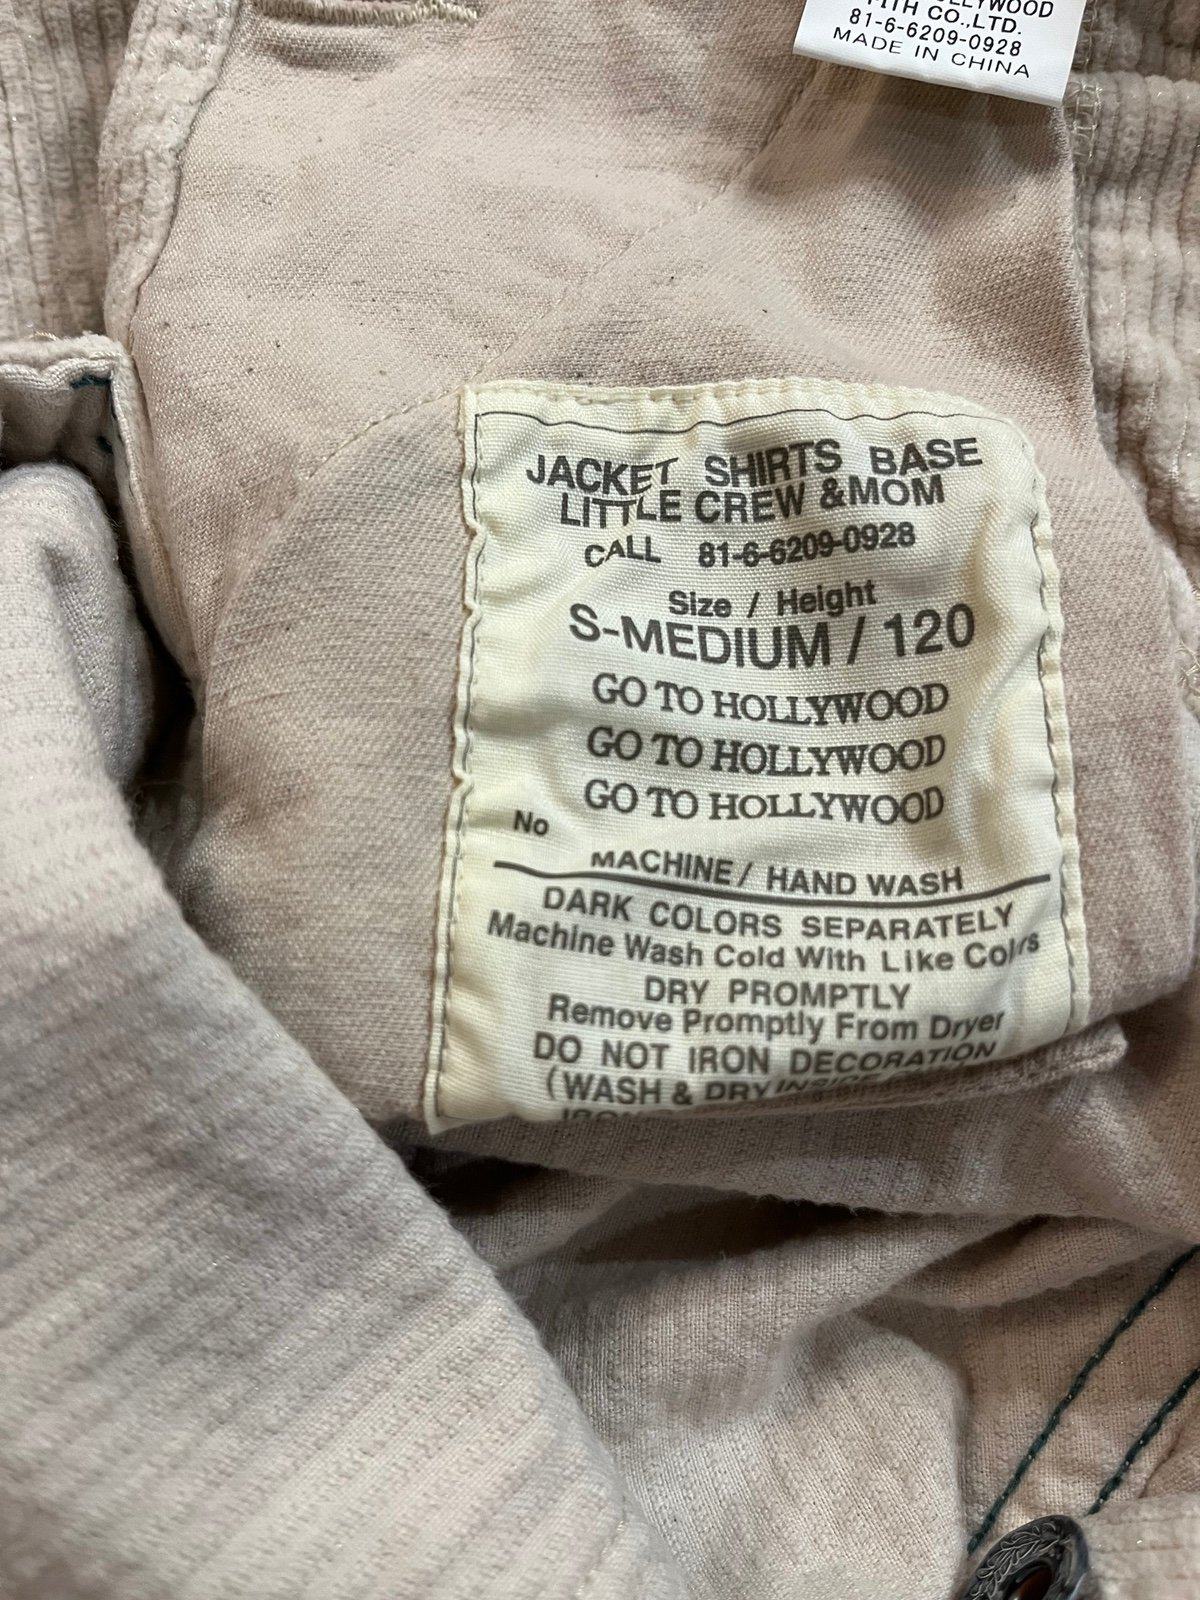 HOLLYWOOD
CO.,LTD.
81-6-6209-0928
MADE IN CHINA
JACKET SHIRTS BASE
LITTLE CREW &MOM
CALL 81-6-6209-0928
Size / Height
S-MEDIUM / 120
GO TO HOLLYWOOD
GO TO HOLLYWOOD
GO TO HOLLYWOOD
No
MACHINE / HAND WASH
DARK COLORS SEPARATELY
Machine Wash Cold With Like Colors
DRY PROMPTLY
Remove Promptly From Dryer
DO NOT IRON DECORATION
(WASH & DRY INSIDE